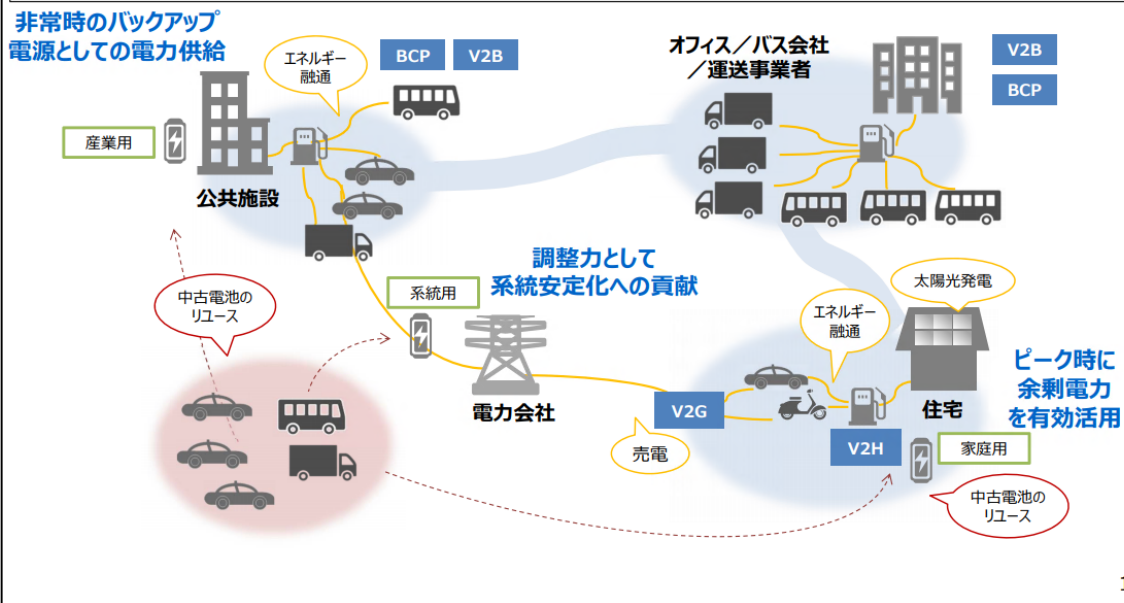 非常時のバックアップ
電源としての電力供給
エネルギー
融通
BCP
V2B
産業用
公共施設
オフィス／バス会社
／運送事業者
V2B
BCP
中古電池の
リユース
系統用
調整力として
系統安定化への貢献
電力会社
太陽光発電
エネルギー
融通
住宅
ピーク時に
余剰電力
を有効活用
V2G
売電
V2H
家庭用
中古電池の
リユース